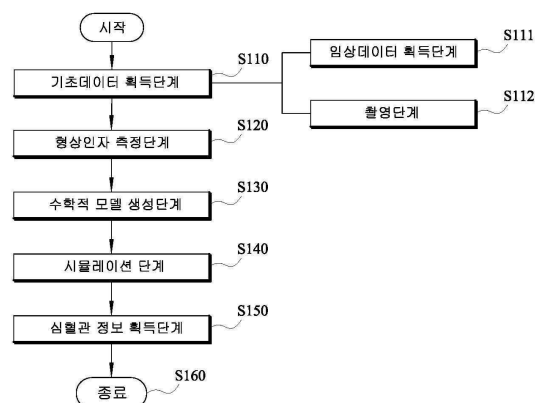 시작
S110
기초데이터 획득단계
S111
임상데이터 획득단계
S112
촬영단계
S120
형상인자 측정단계
S130
수학적 모델 생성단계
S140
시뮬레이션 단계
S150
심혈관 정보 획득단계
S160
종료